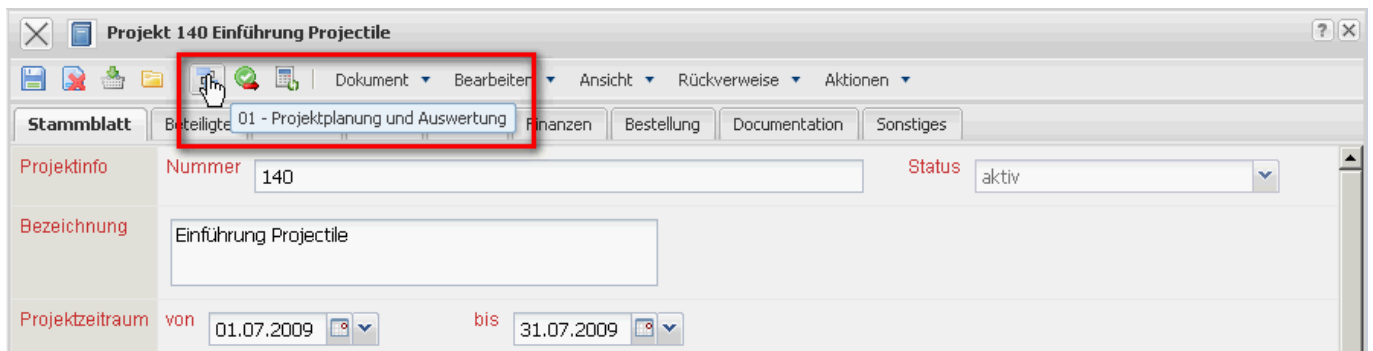 Projekt 140 Einführung Projectile
Dokument Bearbeiten Ansicht Rückverweise Aktionen
01 - Projektplanung und Auswertung
Stammblatt Finanzen Bestellung Documentation Sonstiges
Projektinfo Nummer 140 Status aktiv
Bezeichnung Einführung Projectile
Projektzeitraum von 01.07.2009 bis 31.07.2009